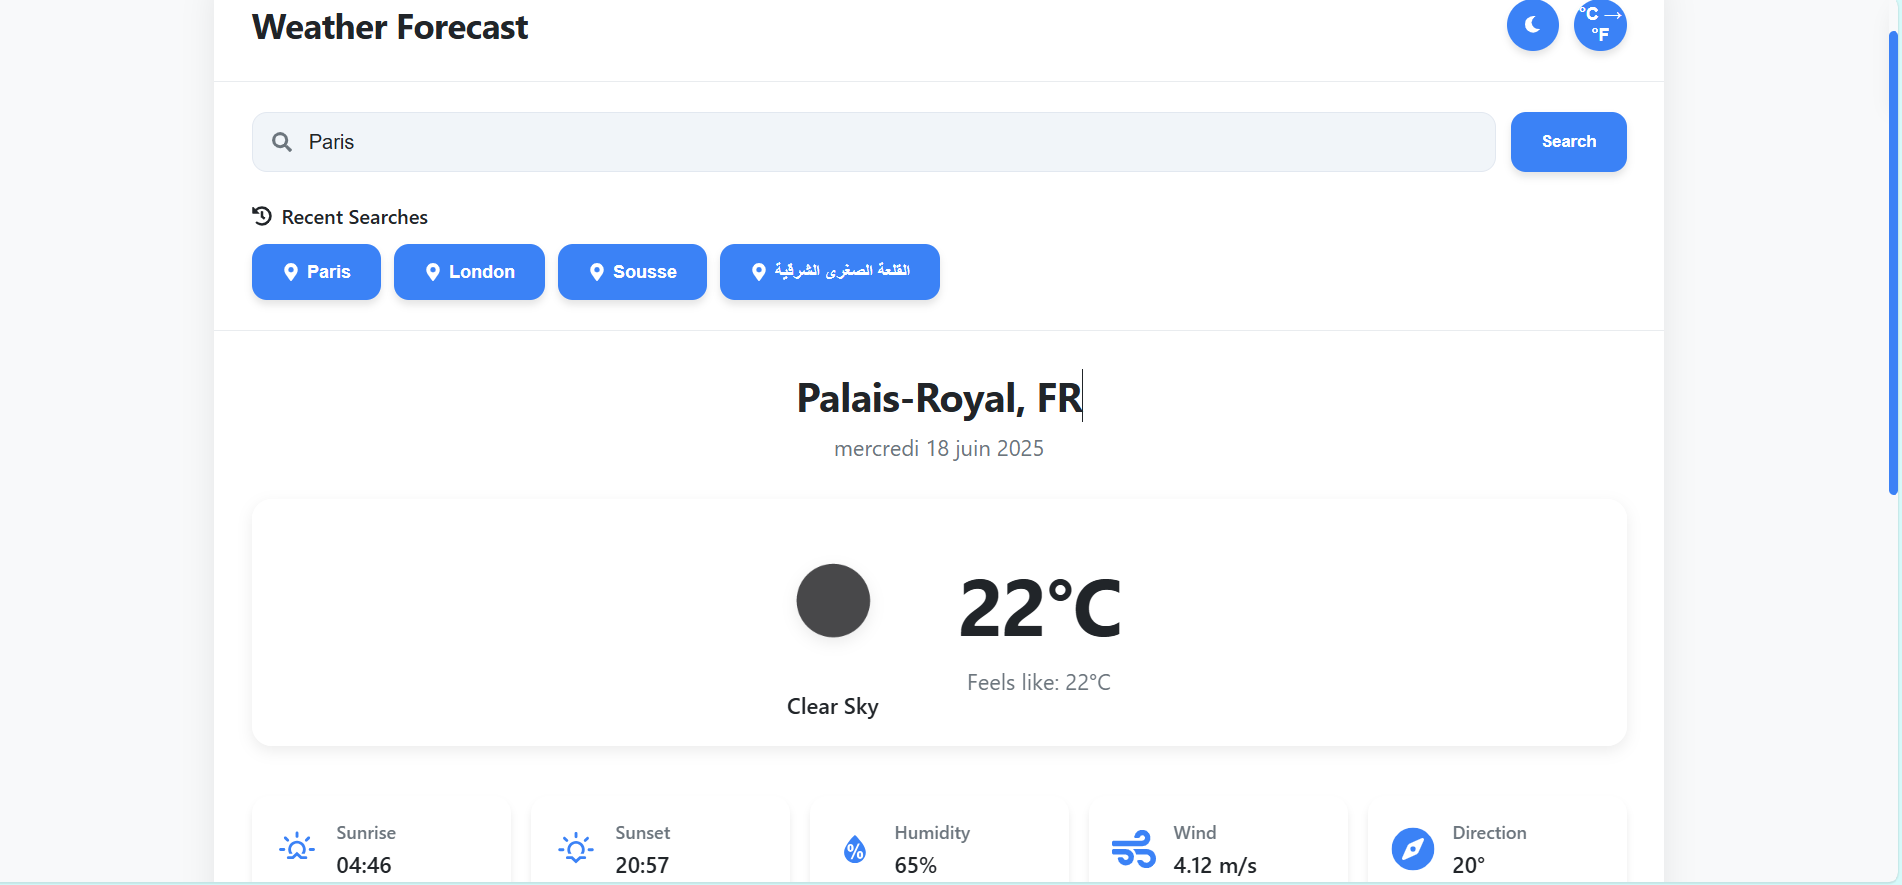 Weather Forecast
°C →
°F
Paris
Search
Recent Searches
Paris
London
Sousse
القلعة الصغرى الشرقية
Palais-Royal, FR
mercredi 18 juin 2025
22°C
Feels like: 22°C
Clear Sky
Sunrise
04:46
Sunset
20:57
%
Humidity
65%
Wind
4.12 m/s
Direction
20°